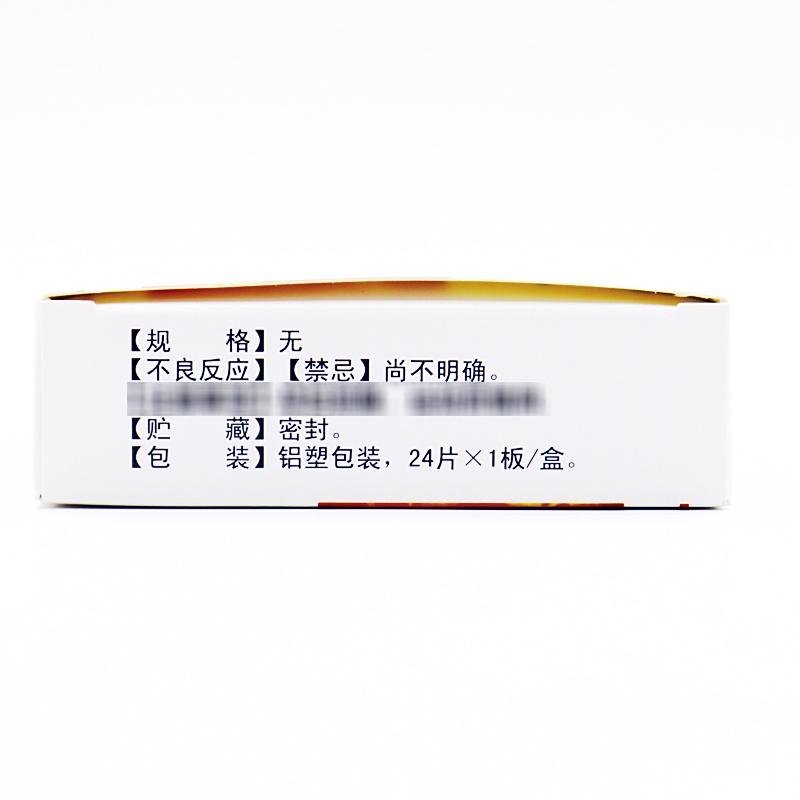 【规　　格】无
【不良反应】【禁忌】尚不明确。
【贮　　藏】密封。
【包　　装】铝塑包装，24片×1板/盒。